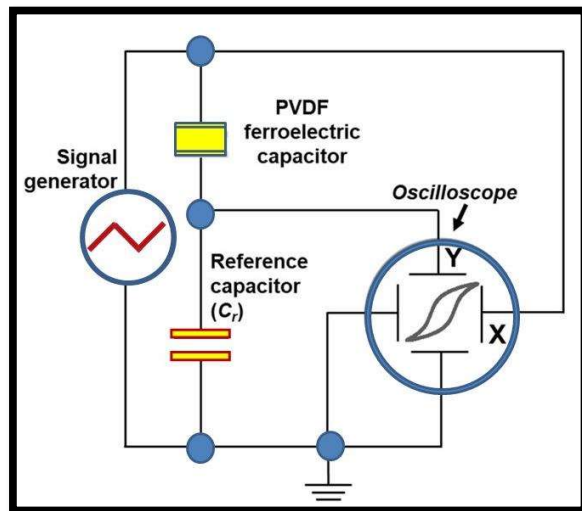 PVDF
ferroelectric
capacitor
Signal
generator
Oscilloscope
Reference
capacitor
(Cr)
Y
X